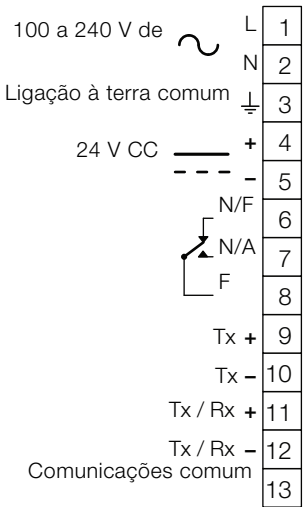 100 a 240 V de L 1
N 2
Ligação à terra comum 3
24 V CC + 4
– 5
N/F 6
N/A 7
F 8
Tx + 9
Tx – 10
Tx / Rx + 11
Tx / Rx – 12
Comunicações comum 13